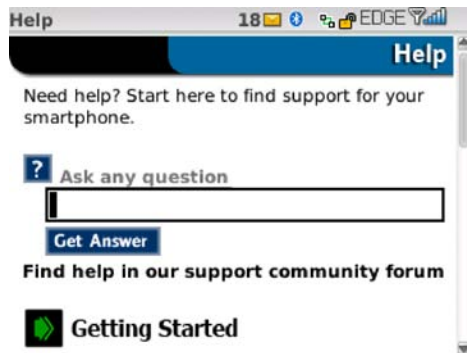 Help 18 EDGE
Help
Need help? Start here to find support for your
smartphone.
? Ask any question
Get Answer
Find help in our support community forum
Getting Started